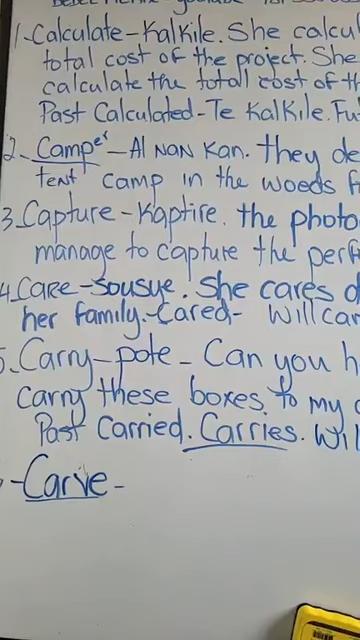 1-Calculate-Kalkile. She calcu
total cost of the project. She
calculate the totall cost of th
Past Calculated-Te Kalkile. Fu
2- Camper-Al NAN Kan. They de
tent camp in the woods f
3-Capture-Kaptire. the photo
manage to capture the perf
4-Care-Sousye. She cares
her family.-Cared- Will car
5-Carry-pote-Can you h
carry these boxes to my
Past Carried. Carries. Wil
-Carve-